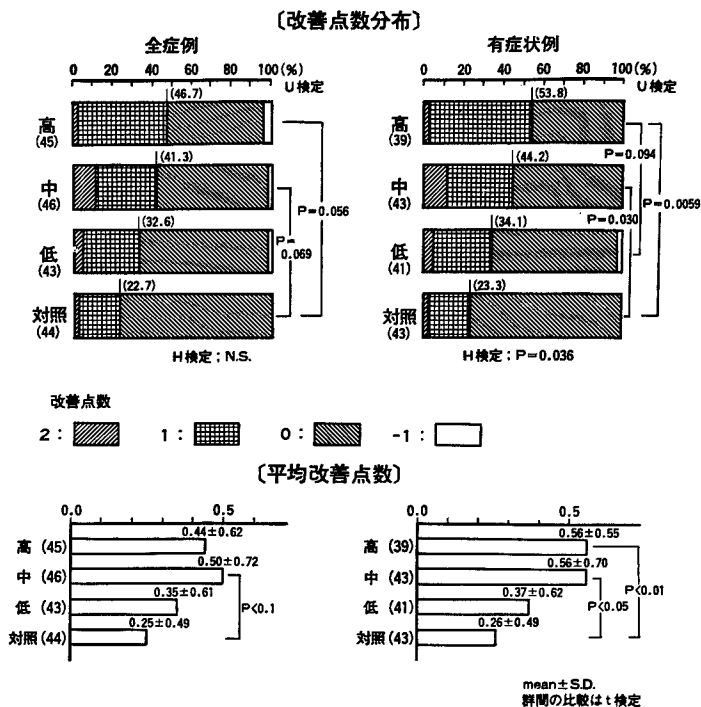 〔改善点数分布〕
全症例
0 20 40 60 80 100(%)
U検定
高
(45)
(46.7)
中
(46)
(41.3)
低
(43)
(32.6)
対照
(44)
(22.7)
P=0.056
P=
0.069
H検定；N.S.
有症状例
0 20 40 60 80 100(%)
U検定
高
(39)
(53.8)
中
(43)
(44.2)
低
(41)
(34.1)
対照
(43)
(23.3)
P=0.094
P=0.0059
P=0.030
H検定；P=0.036
改善点数
2： 1： 0： -1：
〔平均改善点数〕
0.0 0.5
高 (45) 0.44±0.62
中 (46) 0.50±0.72
低 (43) 0.35±0.61
対照(44) 0.25±0.49
P<0.1
0.0 0.5
高 (39) 0.56±0.55
中 (43) 0.56±0.70
低 (41) 0.37±0.62
対照(43) 0.26±0.49
P<0.05
P<0.01
mean±S.D.
群間の比較はt検定